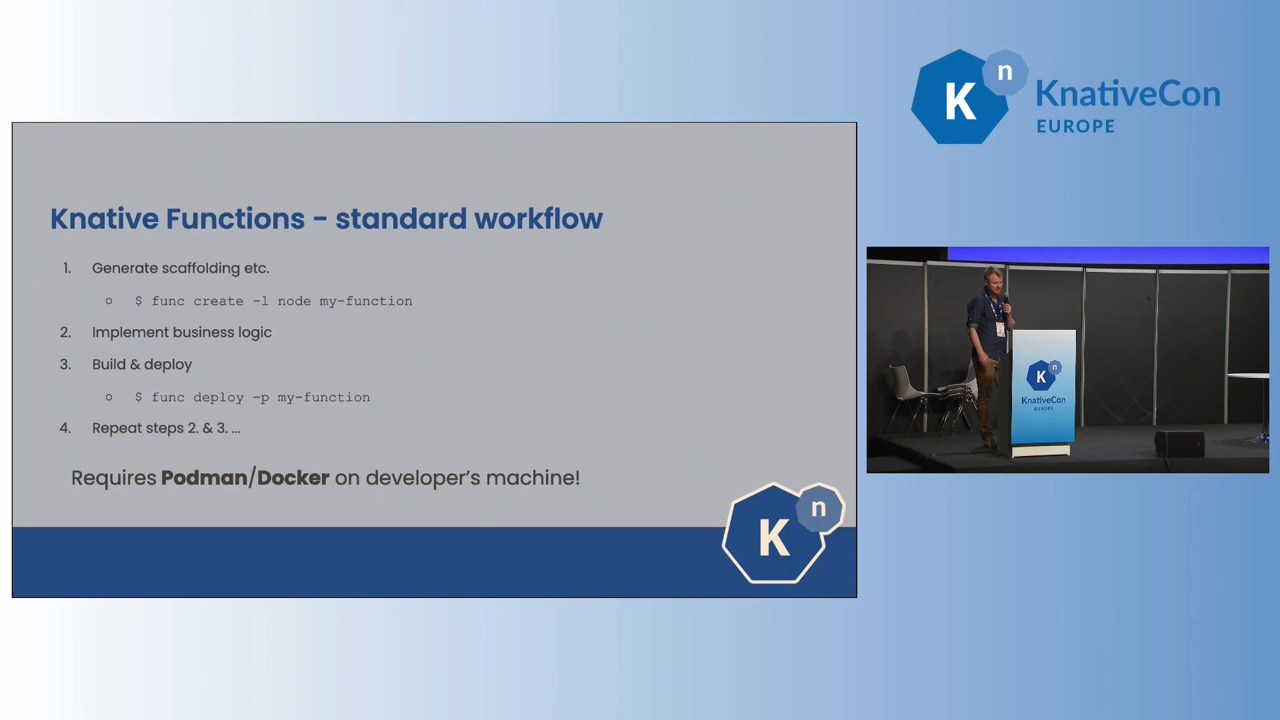 K n KnativeCon
EUROPE
Knative Functions - standard workflow
1. Generate scaffolding etc.
o $ func create -l node my-function
2. Implement business logic
3. Build & deploy
o $ func deploy -p my-function
4. Repeat steps 2. & 3. ...
Requires Podman/Docker on developer's machine!
K n
K n
KnativeCon
EUROPE